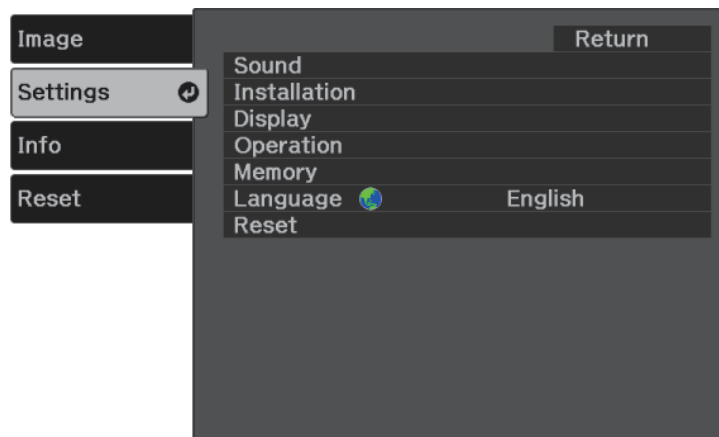 Image
Settings
Info
Reset
Return
Sound
Installation
Display
Operation
Memory
Language English
Reset